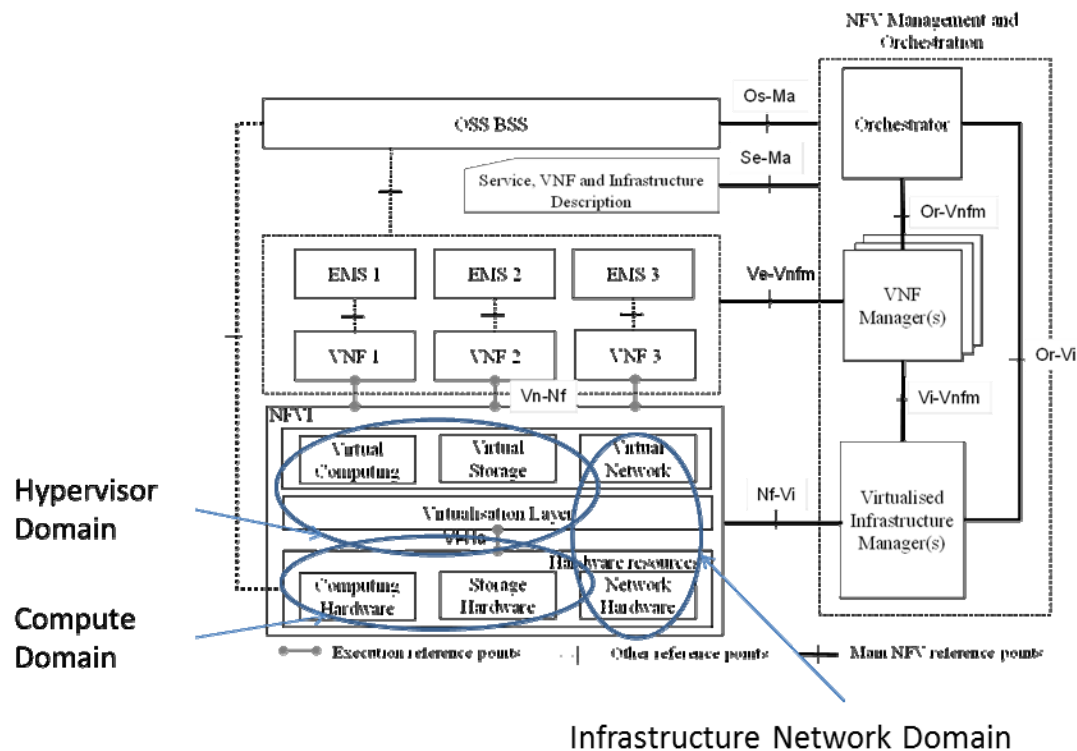 NFV Management and
Orchestration
Os-Ma
OSS BSS
Orchestrator
Se-Ma
Service, VNF and Infrastructure
Description
Or-Vnfm
EMS 1
EMS 2
EMS 3
Ve-Vnfm
VNF
Manager(s)
VNF 1
VNF 2
VNF 3
Or-Vi
Vn-Nf
Vi-Vnfm
NFVI
Virtual
Computing
Virtual
Storage
Virtual
Network
Hypervisor
Domain
Nf-Vi
Virtualisation Layer
Virtualised
Infrastructure
Manager(s)
Vl-Ha
Hardware resources
Computing
Hardware
Storage
Hardware
Network
Hardware
Compute
Domain
Execution reference points
Other reference points
Main NFV reference points
Infrastructure Network Domain